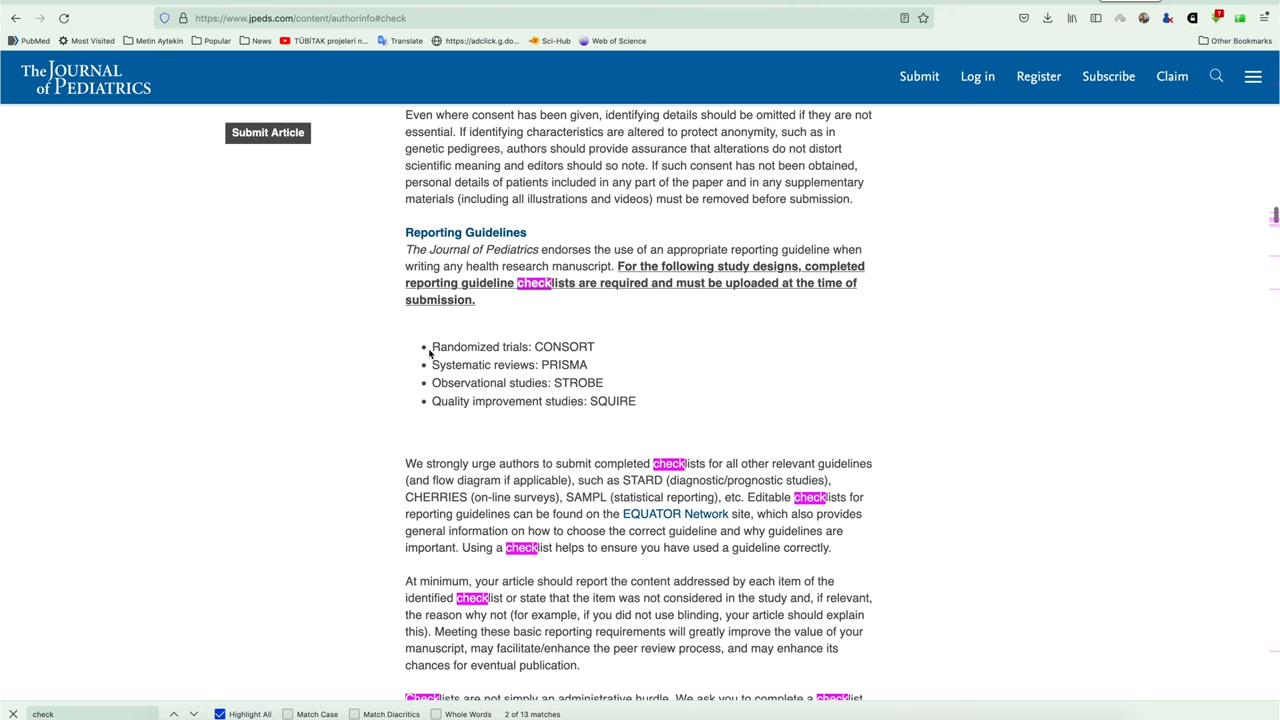 https://www.jpeds.com/content/authorinfo#check
PubMed
Most Visited
Metin Aytekin
Popular
News
TÜBİTAK projeleri n...
Translate
https://adclick.g.do...
Sci-Hub
Web of Science
Other Bookmarks
The JOURNAL
of PEDIATRICS
Submit
Log in
Register
Subscribe
Claim
Submit Article
Even where consent has been given, identifying details should be omitted if they are not
essential. If identifying characteristics are altered to protect anonymity, such as in
genetic pedigrees, authors should provide assurance that alterations do not distort
scientific meaning and editors should so note. If such consent has not been obtained,
personal details of patients included in any part of the paper and in any supplementary
materials (including all illustrations and videos) must be removed before submission.
Reporting Guidelines
The Journal of Pediatrics endorses the use of an appropriate reporting guideline when
writing any health research manuscript. For the following study designs, completed
reporting guideline checklists are required and must be uploaded at the time of
submission.
• Randomized trials: CONSORT
• Systematic reviews: PRISMA
• Observational studies: STROBE
• Quality improvement studies: SQUIRE
We strongly urge authors to submit completed checklists for all other relevant guidelines
(and flow diagram if applicable), such as STARD (diagnostic/prognostic studies),
CHERRIES (on-line surveys), SAMPL (statistical reporting), etc. Editable checklists for
reporting guidelines can be found on the EQUATOR Network site, which also provides
general information on how to choose the correct guideline and why guidelines are
important. Using a checklist helps to ensure you have used a guideline correctly.
At minimum, your article should report the content addressed by each item of the
identified checklist or state that the item was not considered in the study and, if relevant,
the reason why not (for example, if you did not use blinding, your article should explain
this). Meeting these basic reporting requirements will greatly improve the value of your
manuscript, may facilitate/enhance the peer review process, and may enhance its
chances for eventual publication.
Checklists are not simply an administrative hurdle. We ask you to complete a checklist
check
Highlight All
Match Case
Match Diacritics
Whole Words
2 of 13 matches